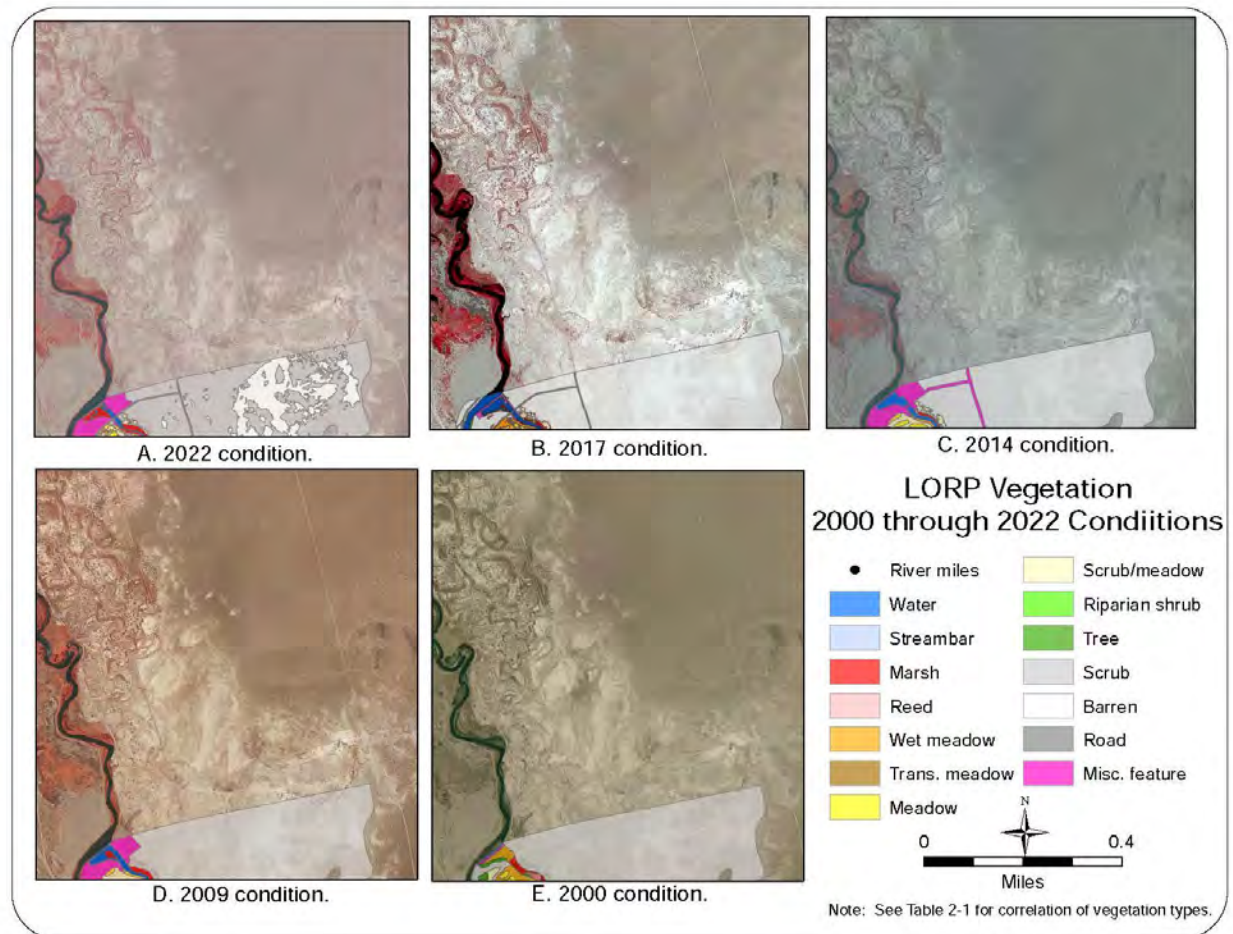 A. 2022 condition.
B. 2017 condition.
C. 2014 condition.
D. 2009 condition.
E. 2000 condition.
LORP Vegetation
2000 through 2022 Condiitions
River miles
Water
Streambar
Marsh
Reed
Wet meadow
Trans. meadow
Meadow
Scrub/meadow
Riparian shrub
Tree
Scrub
Barren
Road
Misc. feature
N
0 0.4
Miles
Note: See Table 2-1 for correlation of vegetation types.